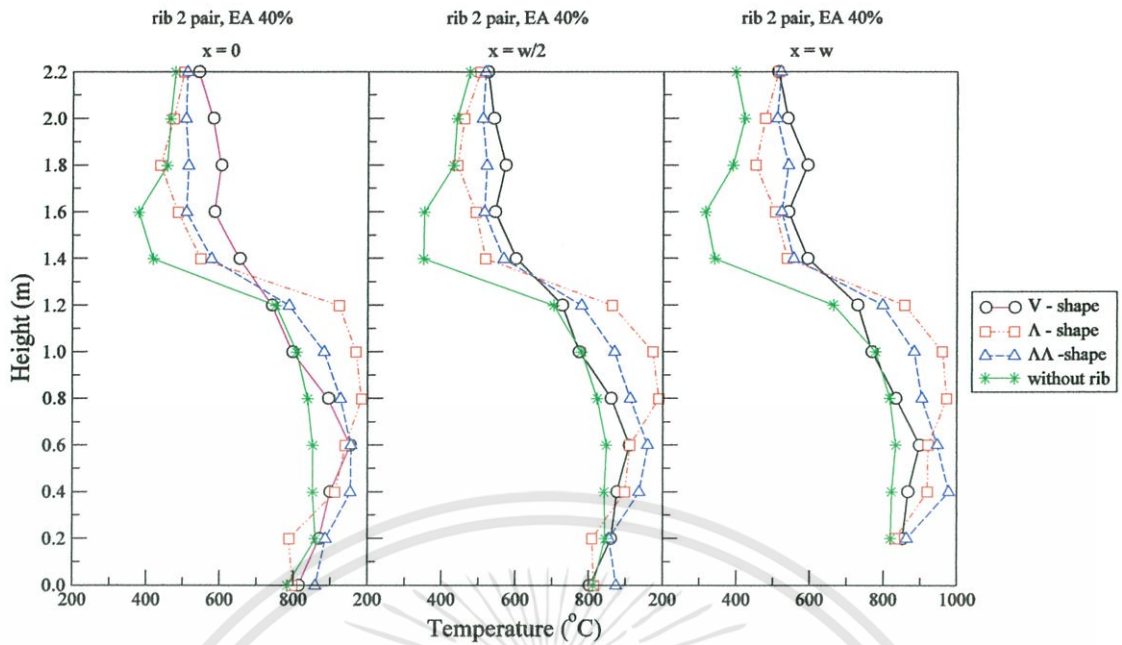 rib 2 pair, EA 40%
x = 0
rib 2 pair, EA 40%
x = w/2
rib 2 pair, EA 40%
x = w
Height (m)
2.2
2.0
1.8
1.6
1.4
1.2
1.0
0.8
0.6
0.4
0.2
0.0
200 400 600 800 200 400 600 800 200 400 600 800 1000
Temperature (°C)
V - shape
Λ - shape
ΛΛ -shape
without rib